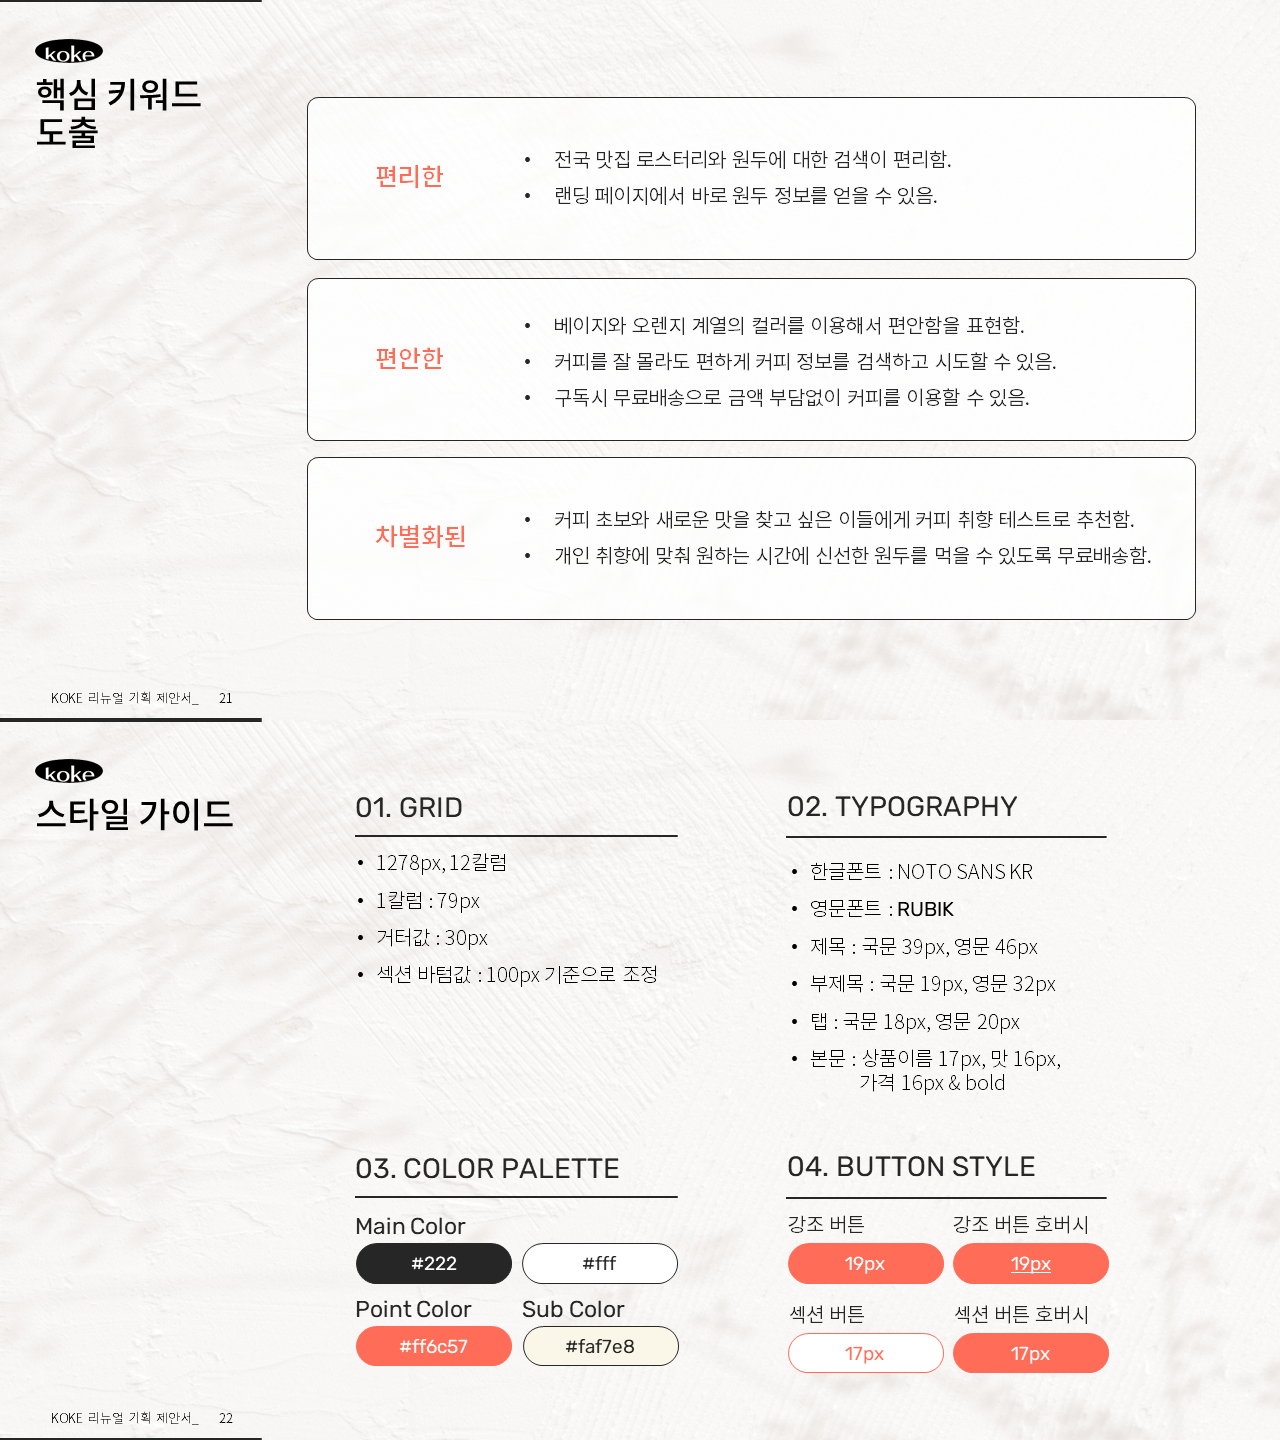 koke
핵심 키워드
도출
편리한
• 전국 맛집 로스터리와 원두에 대한 검색이 편리함.
• 랜딩 페이지에서 바로 원두 정보를 얻을 수 있음.
편안한
• 베이지와 오렌지 계열의 컬러를 이용해서 편안함을 표현함.
• 커피를 잘 몰라도 편하게 커피 정보를 검색하고 시도할 수 있음.
• 구독시 무료배송으로 금액 부담없이 커피를 이용할 수 있음.
차별화된
• 커피 초보와 새로운 맛을 찾고 싶은 이들에게 커피 취향 테스트로 추천함.
• 개인 취향에 맞춰 원하는 시간에 신선한 원두를 먹을 수 있도록 무료배송함.
KOKE 리뉴얼 기획 제안서_ 21
koke
스타일 가이드
01. GRID
• 1278px, 12칼럼
• 1칼럼 : 79px
• 거터값 : 30px
• 섹션 바텀값 : 100px 기준으로 조정
02. TYPOGRAPHY
• 한글폰트 : NOTO SANS KR
• 영문폰트 : RUBIK
• 제목 : 국문 39px, 영문 46px
• 부제목 : 국문 19px, 영문 32px
• 탭 : 국문 18px, 영문 20px
• 본문 : 상품이름 17px, 맛 16px,
가격 16px & bold
03. COLOR PALETTE
Main Color
#222 #fff
Point Color Sub Color
#ff6c57 #faf7e8
04. BUTTON STYLE
강조 버튼 강조 버튼 호버시
19px 19px
섹션 버튼 섹션 버튼 호버시
17px 17px
KOKE 리뉴얼 기획 제안서_ 22